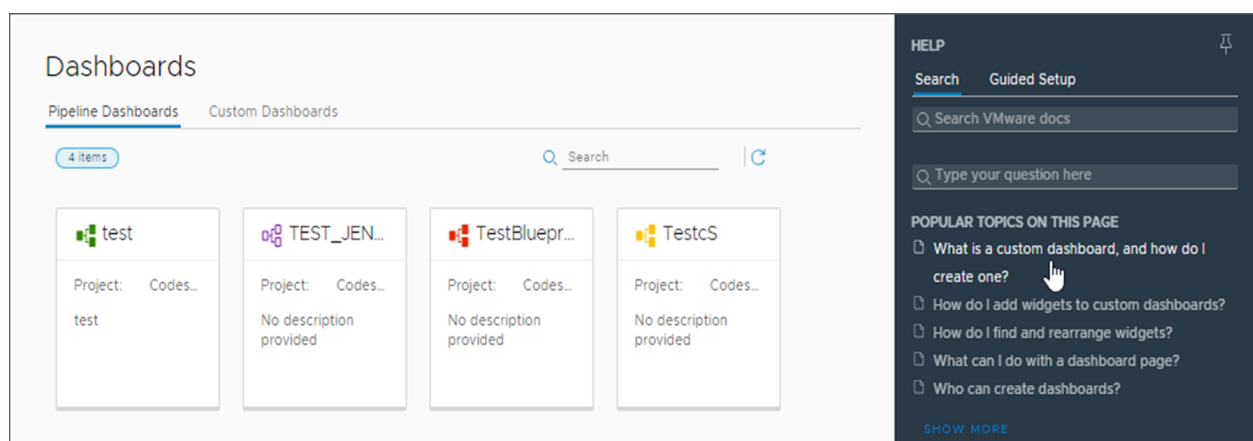 Dashboards
Pipeline Dashboards Custom Dashboards
4 items
Search
test
Project: Codes...
test
TEST_JEN...
Project: Codes...
No description
provided
TestBluepr...
Project: Codes...
No description
provided
TestcS
Project: Codes...
No description
provided
HELP
Search Guided Setup
Search VMware docs
Type your question here
POPULAR TOPICS ON THIS PAGE
What is a custom dashboard, and how do I
create one?
How do I add widgets to custom dashboards?
How do I find and rearrange widgets?
What can I do with a dashboard page?
Who can create dashboards?
SHOW MORE